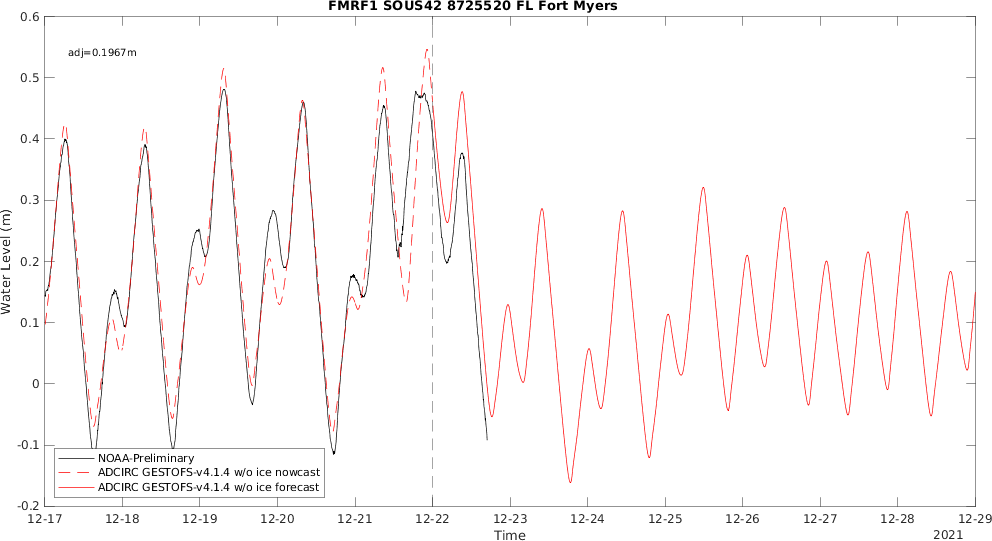 FMRF1 SOUS42 8725520 FL Fort Myers
0.6
adj=0.1967m
0.5
0.4
0.3
0.2
0.1
0
-0.1
-0.2
Water Level (m)
NOAA-Preliminary
ADCIRC GESTOFS-v4.1.4 w/o ice nowcast
ADCIRC GESTOFS-v4.1.4 w/o ice forecast
12-17 12-18 12-19 12-20 12-21 12-22 12-23 12-24 12-25 12-26 12-27 12-28 12-29
Time
2021